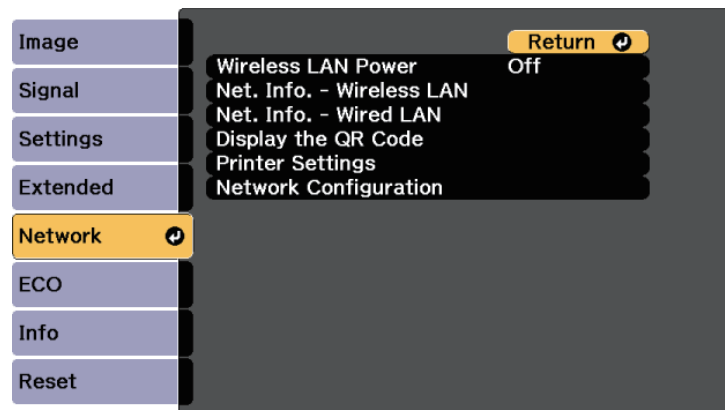 Image
Signal
Settings
Extended
Network
ECO
Info
Reset
Return
Wireless LAN Power Off
Net. Info. - Wireless LAN
Net. Info. - Wired LAN
Display the QR Code
Printer Settings
Network Configuration